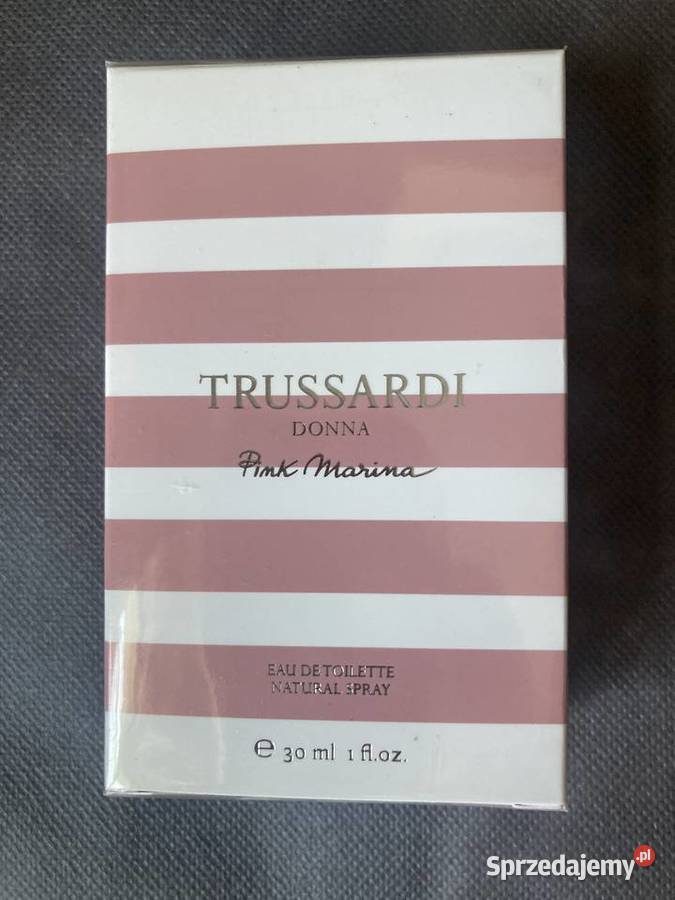 TRUSSARDI
DONNA
Pink Marina
EAU DE TOILETTE
NATURAL SPRAY
e 30 ml 1 fl.oz.
Sprzedajemy.pl